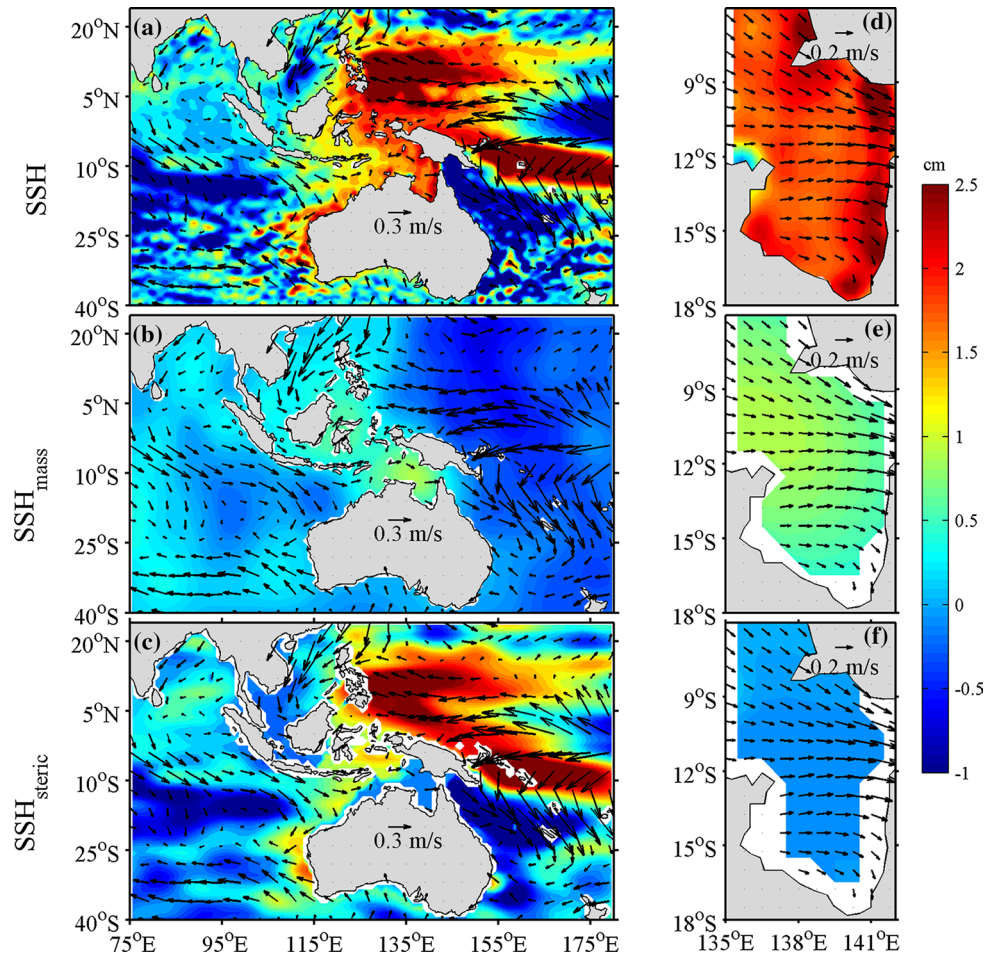 (a)
20°N
5°N
10°S
25°S
40°S
SSH
0.3 m/s
(d)
0.2 m/s
9°S
12°S
15°S
18°S
cm
2.5
2
1.5
1
0.5
0
-0.5
-1
(b)
20°N
5°N
10°S
25°S
40°S
SSHmass
0.3 m/s
(e)
0.2 m/s
9°S
12°S
15°S
18°S
(c)
20°N
5°N
10°S
25°S
40°S
SSHsteric
0.3 m/s
75°E 95°E 115°E 135°E 155°E 175°E
(f)
0.2 m/s
9°S
12°S
15°S
18°S
135°E 138°E 141°E